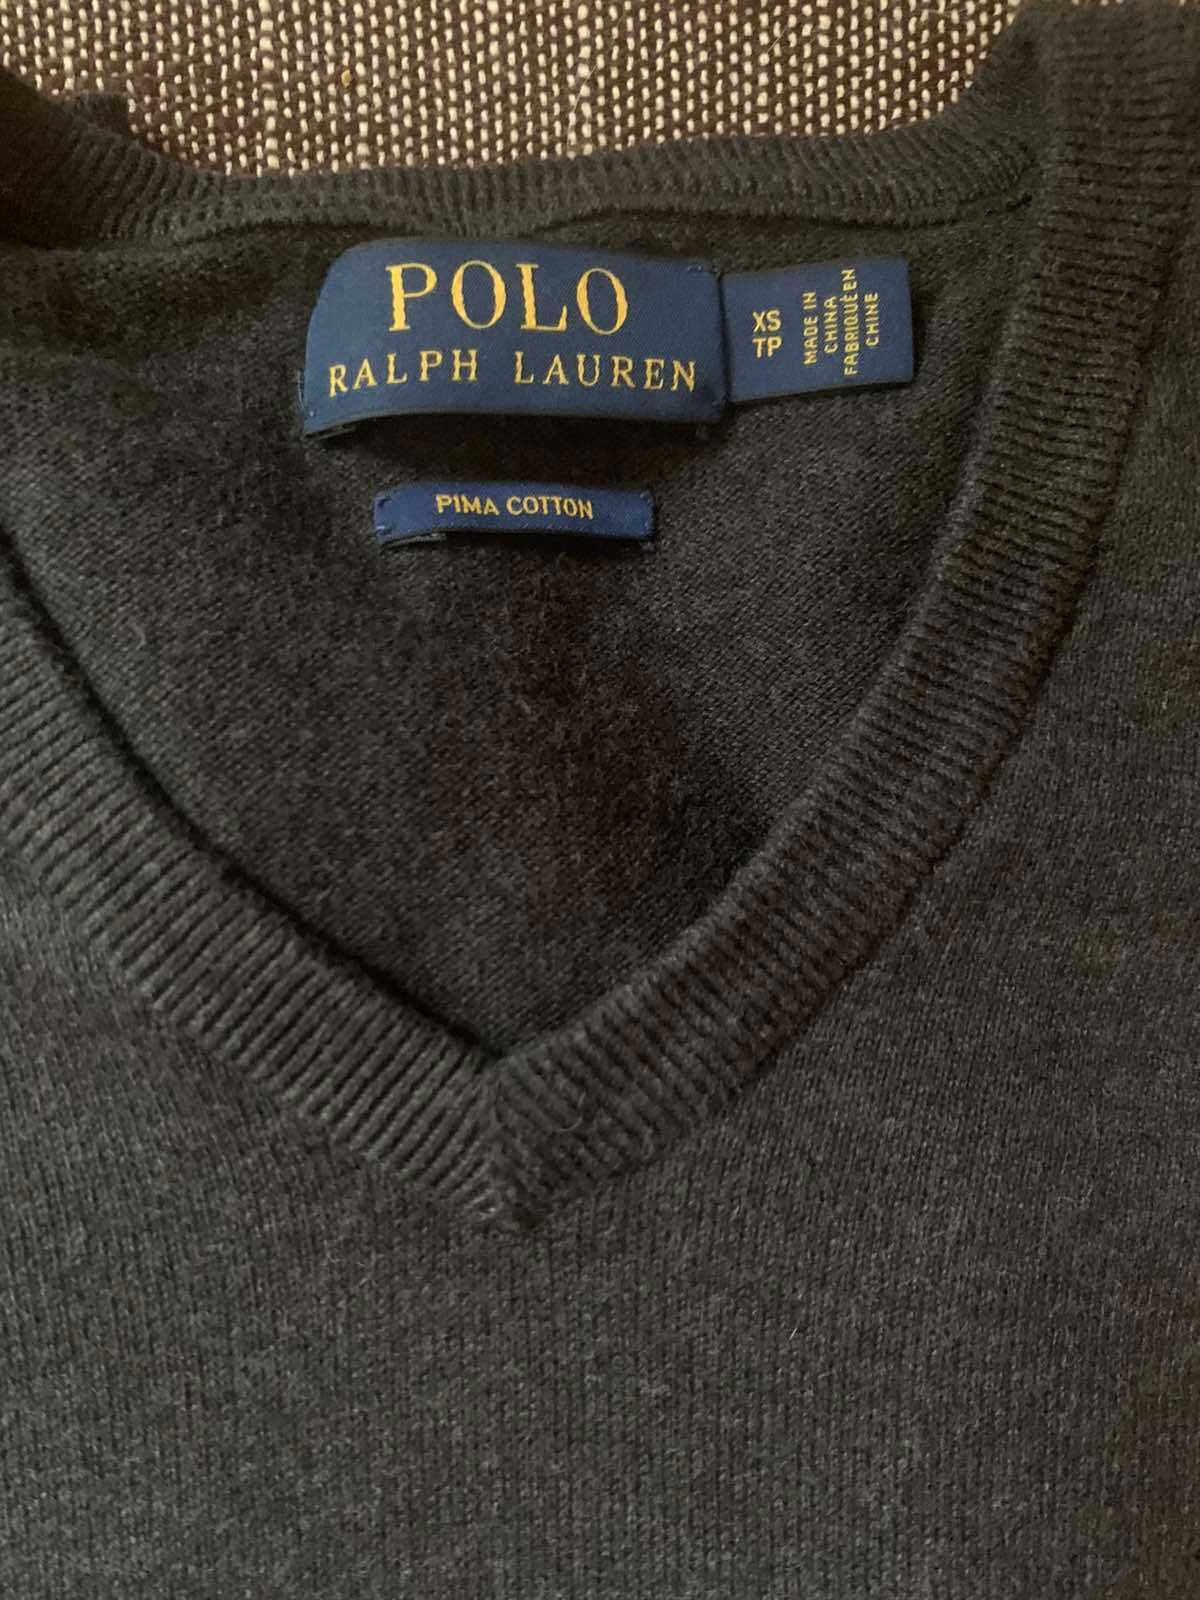 POLO
RALPH LAUREN
XS
TP
MADE IN
CHINA
FABRIQUÉ EN
CHINE
PIMA COTTON